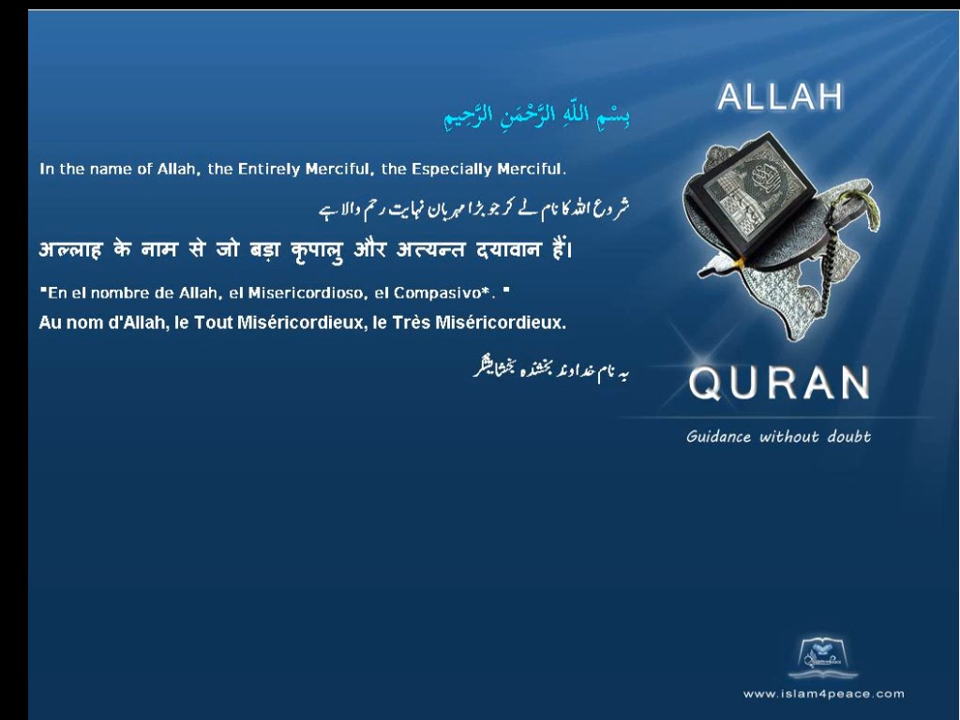 بِسْمِ اللَّهِ الرَّحْمَنِ الرَّحِيمِ
In the name of Allah, the Entirely Merciful, the Especially Merciful.
شروع اللہ کا نام لے کر جو بڑا مہربان نہایت رحم والا ہے
अल्लाह के नाम से जो बड़ा कृपालु और अत्यन्त दयावान हैं।
"En el nombre de Allah, el Misericordioso, el Compasivo*. "
Au nom d'Allah, le Tout Miséricordieux, le Très Miséricordieux.
به نام خداوند بخشنده بخشایشگر
ALLAH
QURAN
Guidance without doubt
www.islam4peace.com